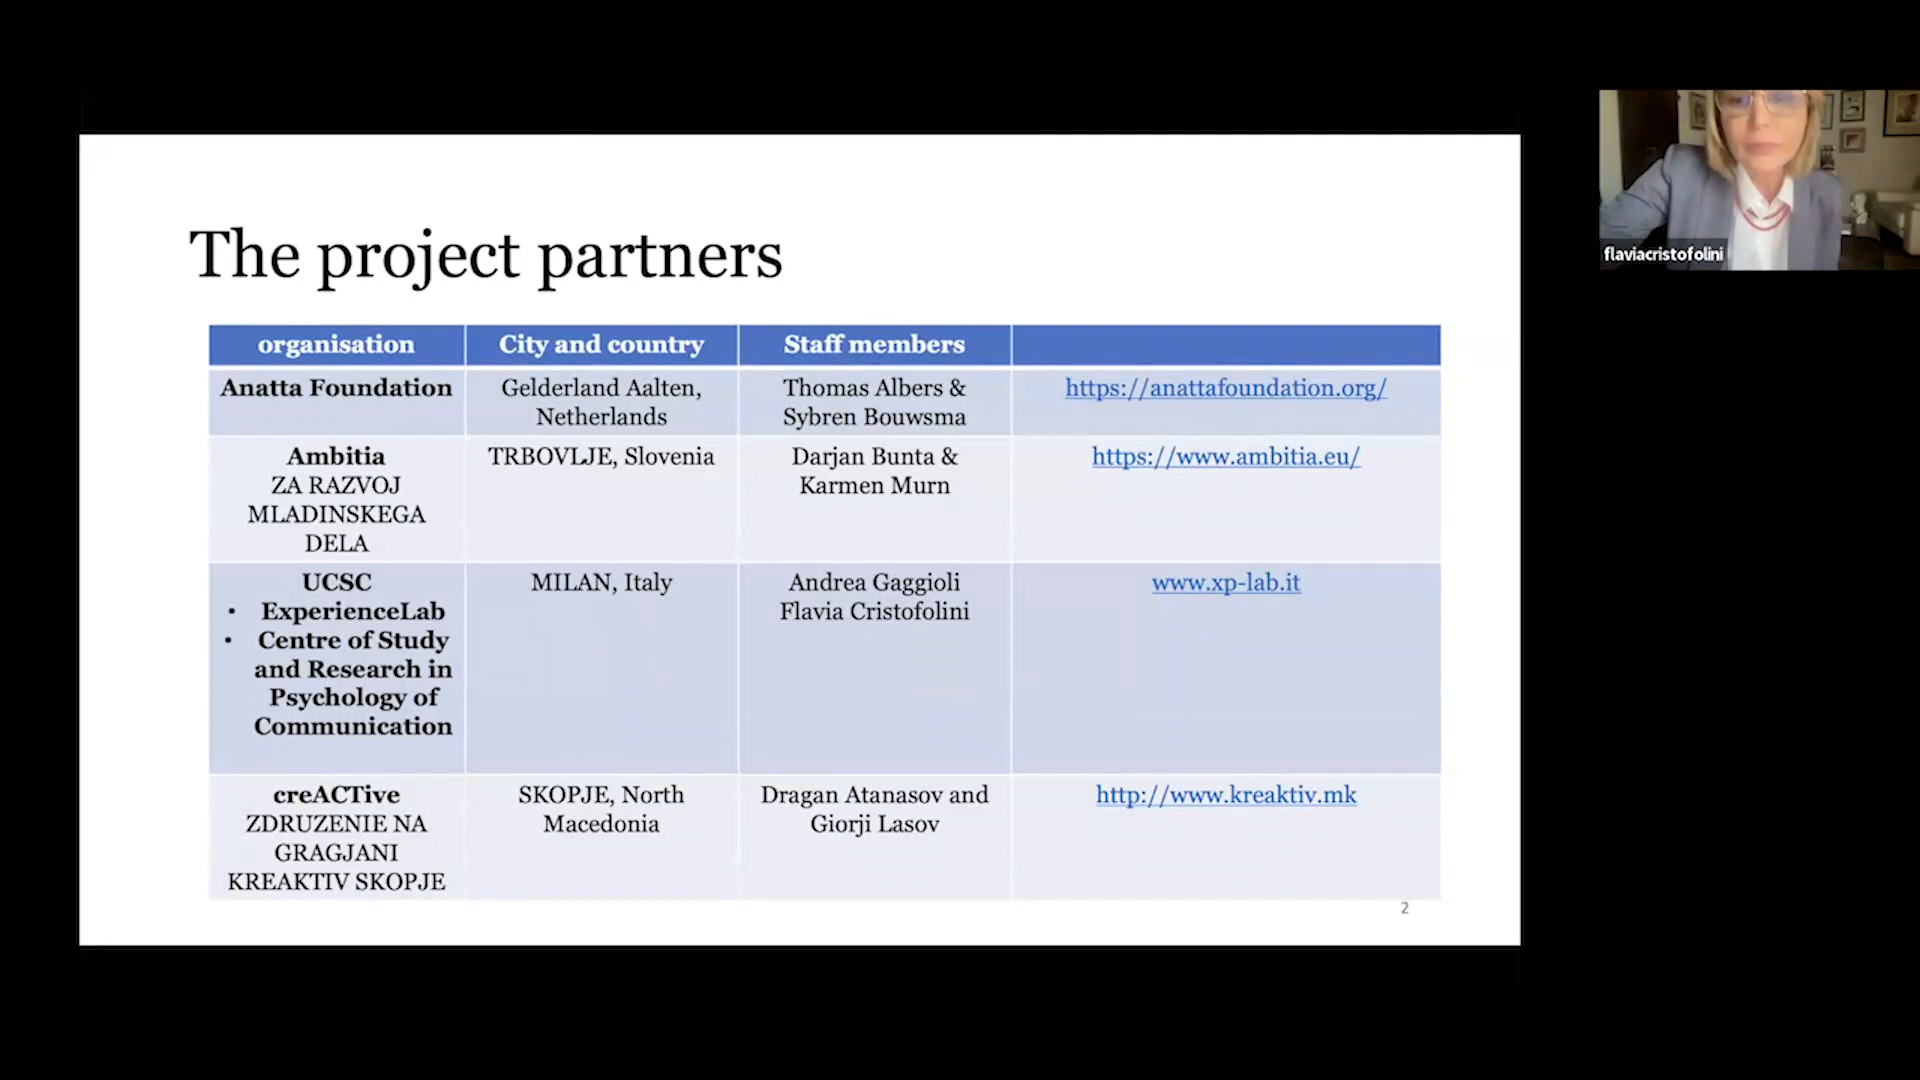 The project partners
organisation
City and country
Staff members
Anatta Foundation
Gelderland Aalten,
Netherlands
Thomas Albers &
Sybren Bouwsma
https://anattafoundation.org/
Ambitia
ZA RAZVOJ
MLADINSKEGA
DELA
TRBOVLJE, Slovenia
Darjan Bunta &
Karmen Murn
https://www.ambitia.eu/
UCSC
• ExperienceLab
• Centre of Study
and Research in
Psychology of
Communication
MILAN, Italy
Andrea Gaggioli
Flavia Cristofolini
www.xp-lab.it
creACTive
ZDRUZENIE NA
GRAGJANI
KREAKTIV SKOPJE
SKOPJE, North
Macedonia
Dragan Atanasov and
Giorji Lasov
http://www.kreaktiv.mk
2
flaviacristofolini